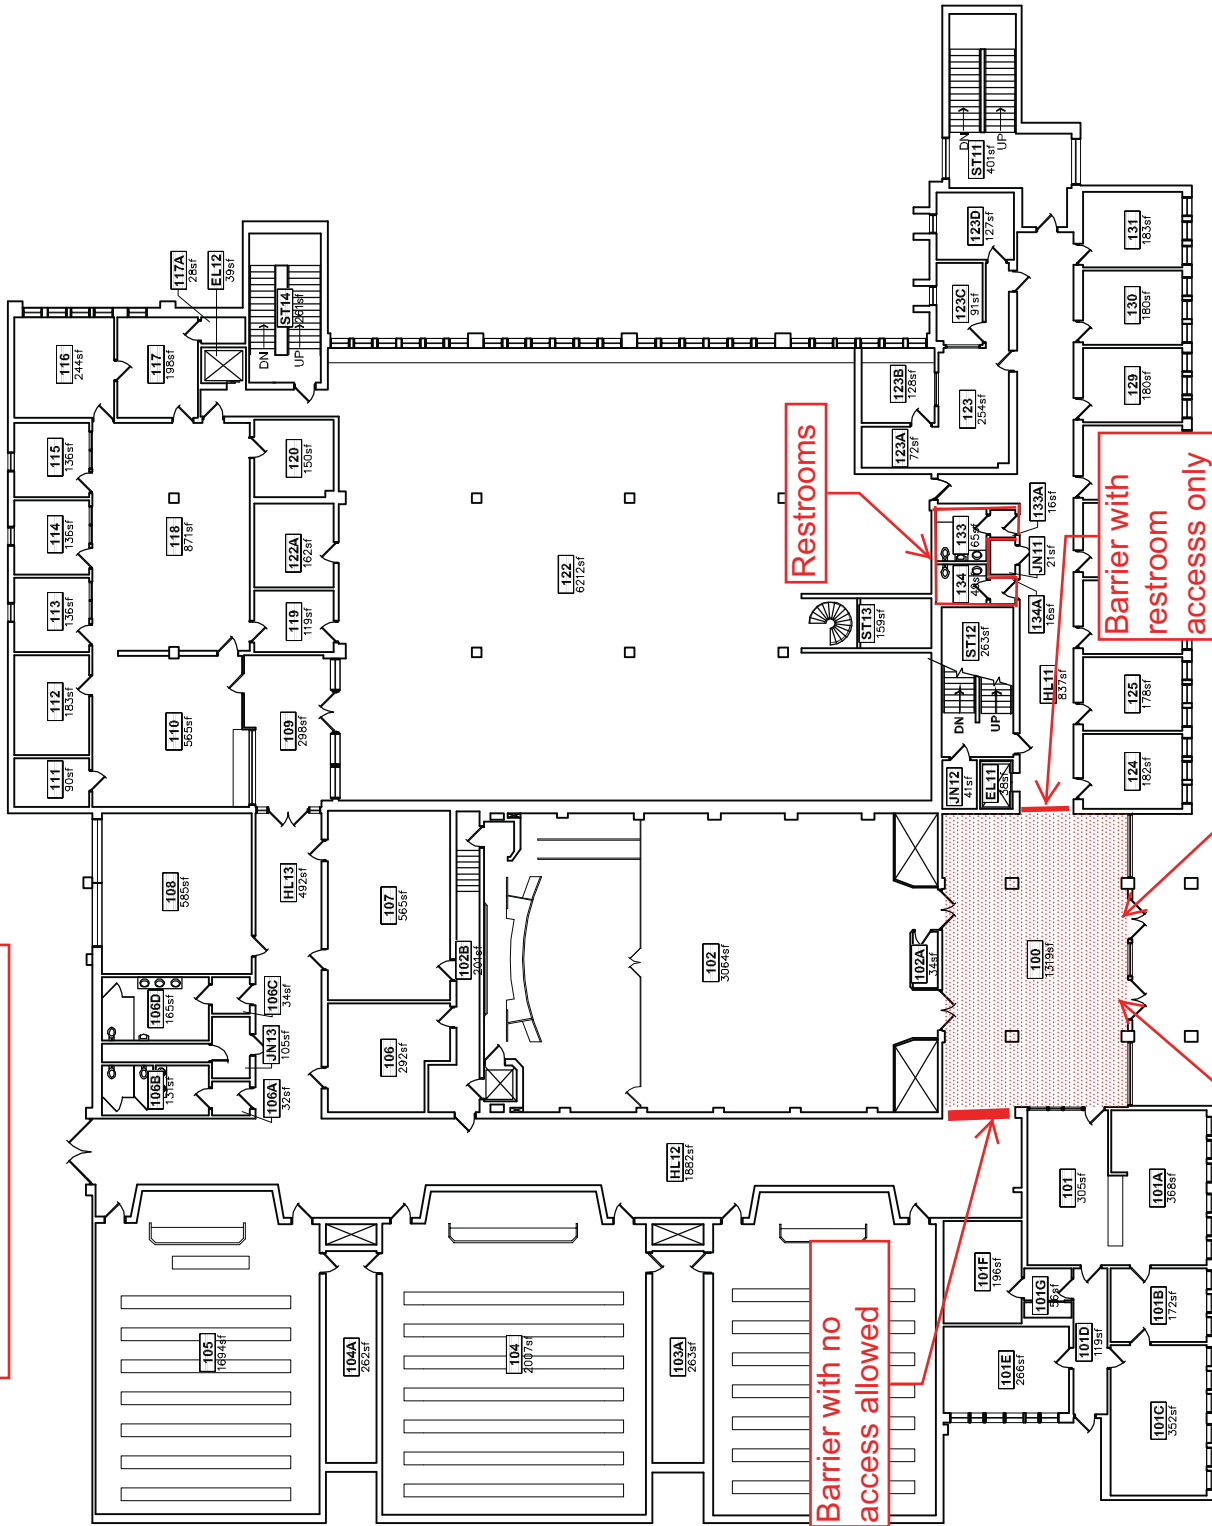 116
244sf
117
198sf
117A
28sf
EL12
39sf
ST14
261sf
DN
UP
115
136sf
114
136sf
113
136sf
112
183sf
111
90sf
118
871sf
110
565sf
120
150sf
122A
162sf
119
119sf
109
298sf
122
6212sf
108
585sf
HL13
492sf
107
565sf
106
292sf
106D
165sf
106C
34sf
JN13
105sf
106B
131sf
106A
32sf
102B
201sf
102
3064sf
102A
34sf
HL12
1882sf
105
1694sf
104A
262sf
104
2007sf
103A
263sf
ST11
401sf
DN
UP
123D
127sf
123C
91sf
123B
128sf
123
254sf
123A
72sf
131
183sf
130
180sf
129
180sf
Restrooms
133
65sf
134
133A
16sf
JN11
21sf
134A
16sf
ST13
159sf
ST12
263sf
DN
UP
HL11
837sf
JN12
41sf
EL11
38sf
125
178sf
124
182sf
Barrier with
restroom
accesss only
100
1319sf
Barrier with no
access allowed
101
305sf
101A
368sf
101F
196sf
101G
56sf
101B
172sf
101D
119sf
101E
266sf
101C
352sf